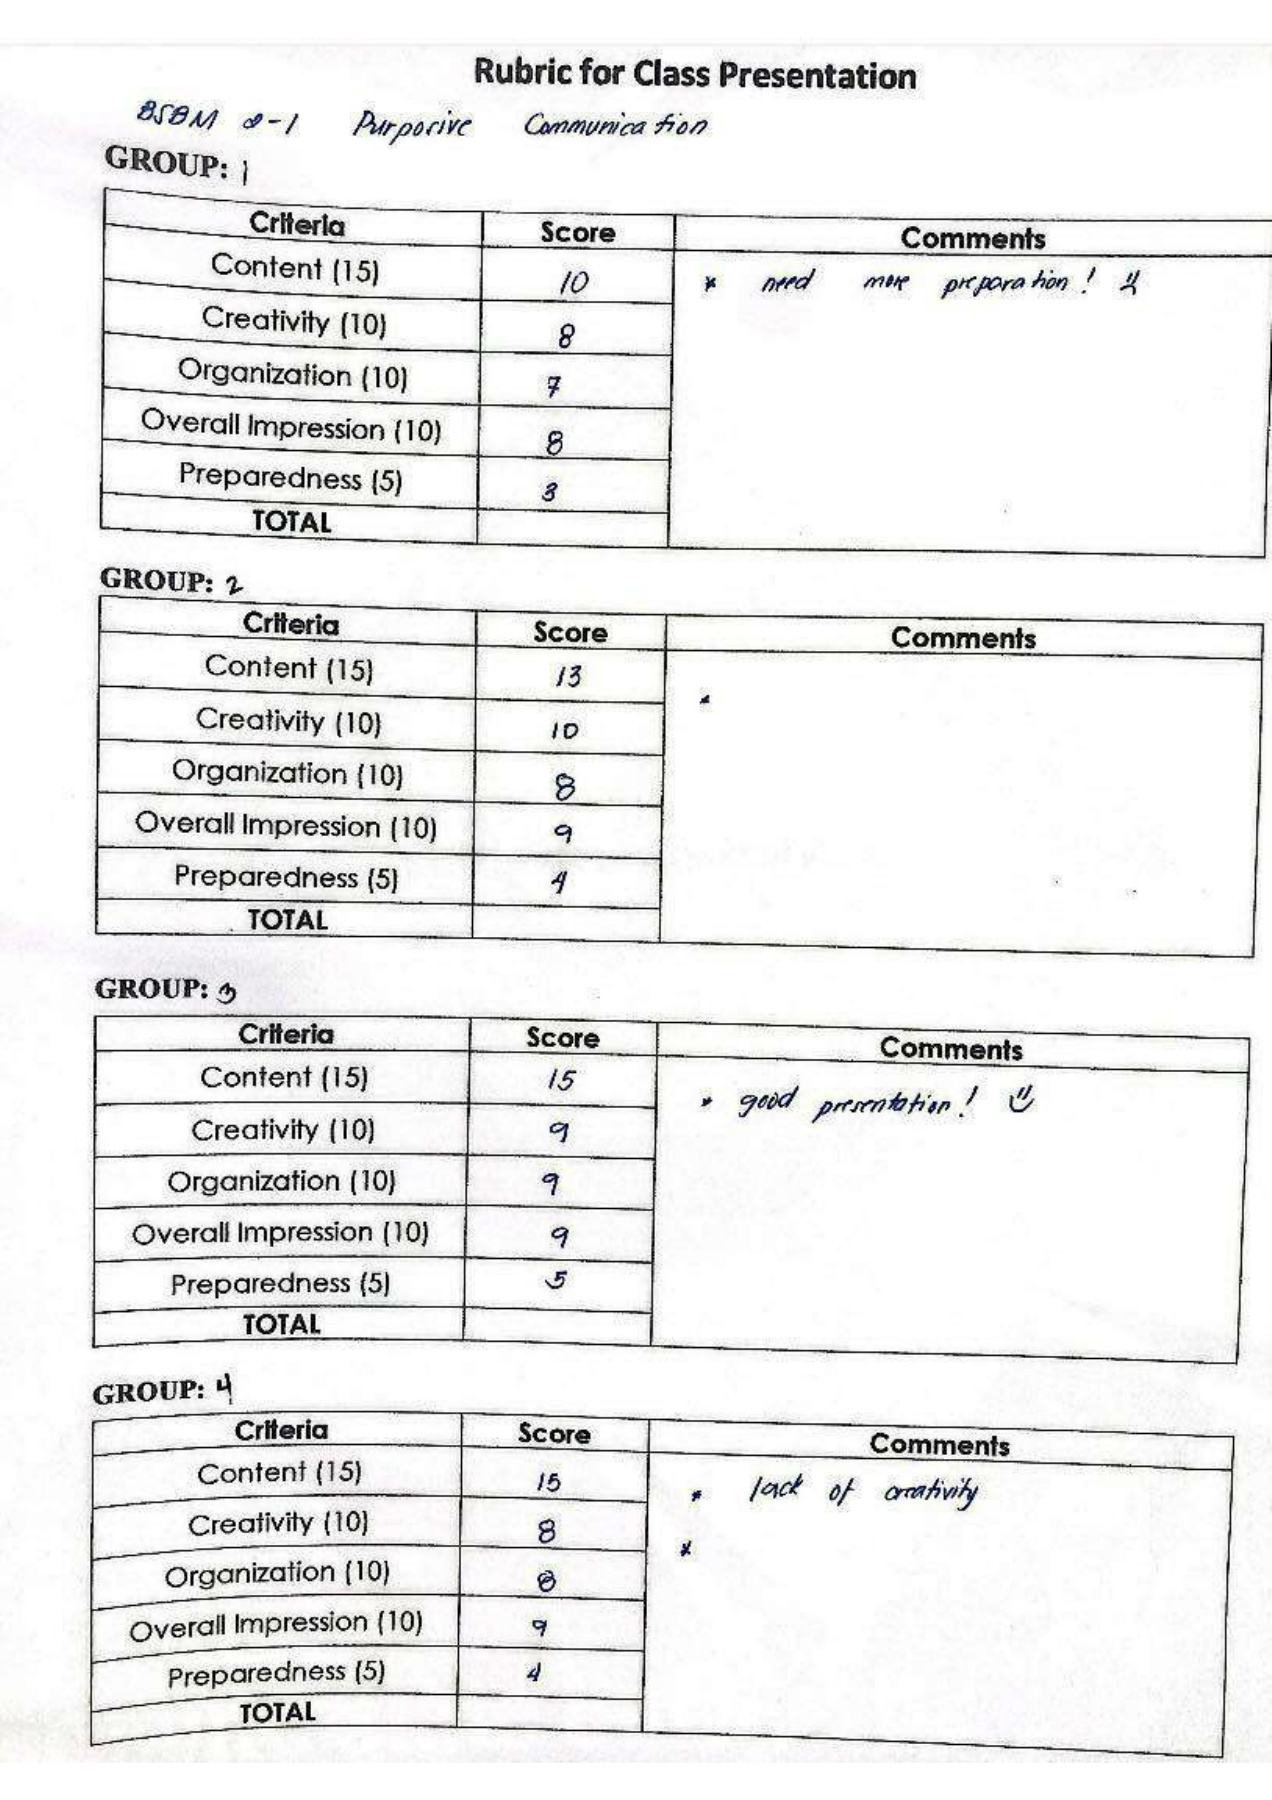 Rubric for Class Presentation
BSBM 2-1 Purposive Communication
GROUP: 1
Criteria Score Comments
Content (15) 10 * need more preparation!
Creativity (10) 8
Organization (10) 7
Overall Impression (10) 8
Preparedness (5) 3
TOTAL
GROUP: 2
Criteria Score Comments
Content (15) 13
Creativity (10) 10
Organization (10) 8
Overall Impression (10) 9
Preparedness (5) 4
TOTAL
GROUP: 3
Criteria Score Comments
Content (15) 15 * good presentation!
Creativity (10) 9
Organization (10) 9
Overall Impression (10) 9
Preparedness (5) 5
TOTAL
GROUP: 4
Criteria Score Comments
Content (15) 15 * lack of creativity
Creativity (10) 8 *
Organization (10) 8
Overall Impression (10) 9
Preparedness (5) 4
TOTAL